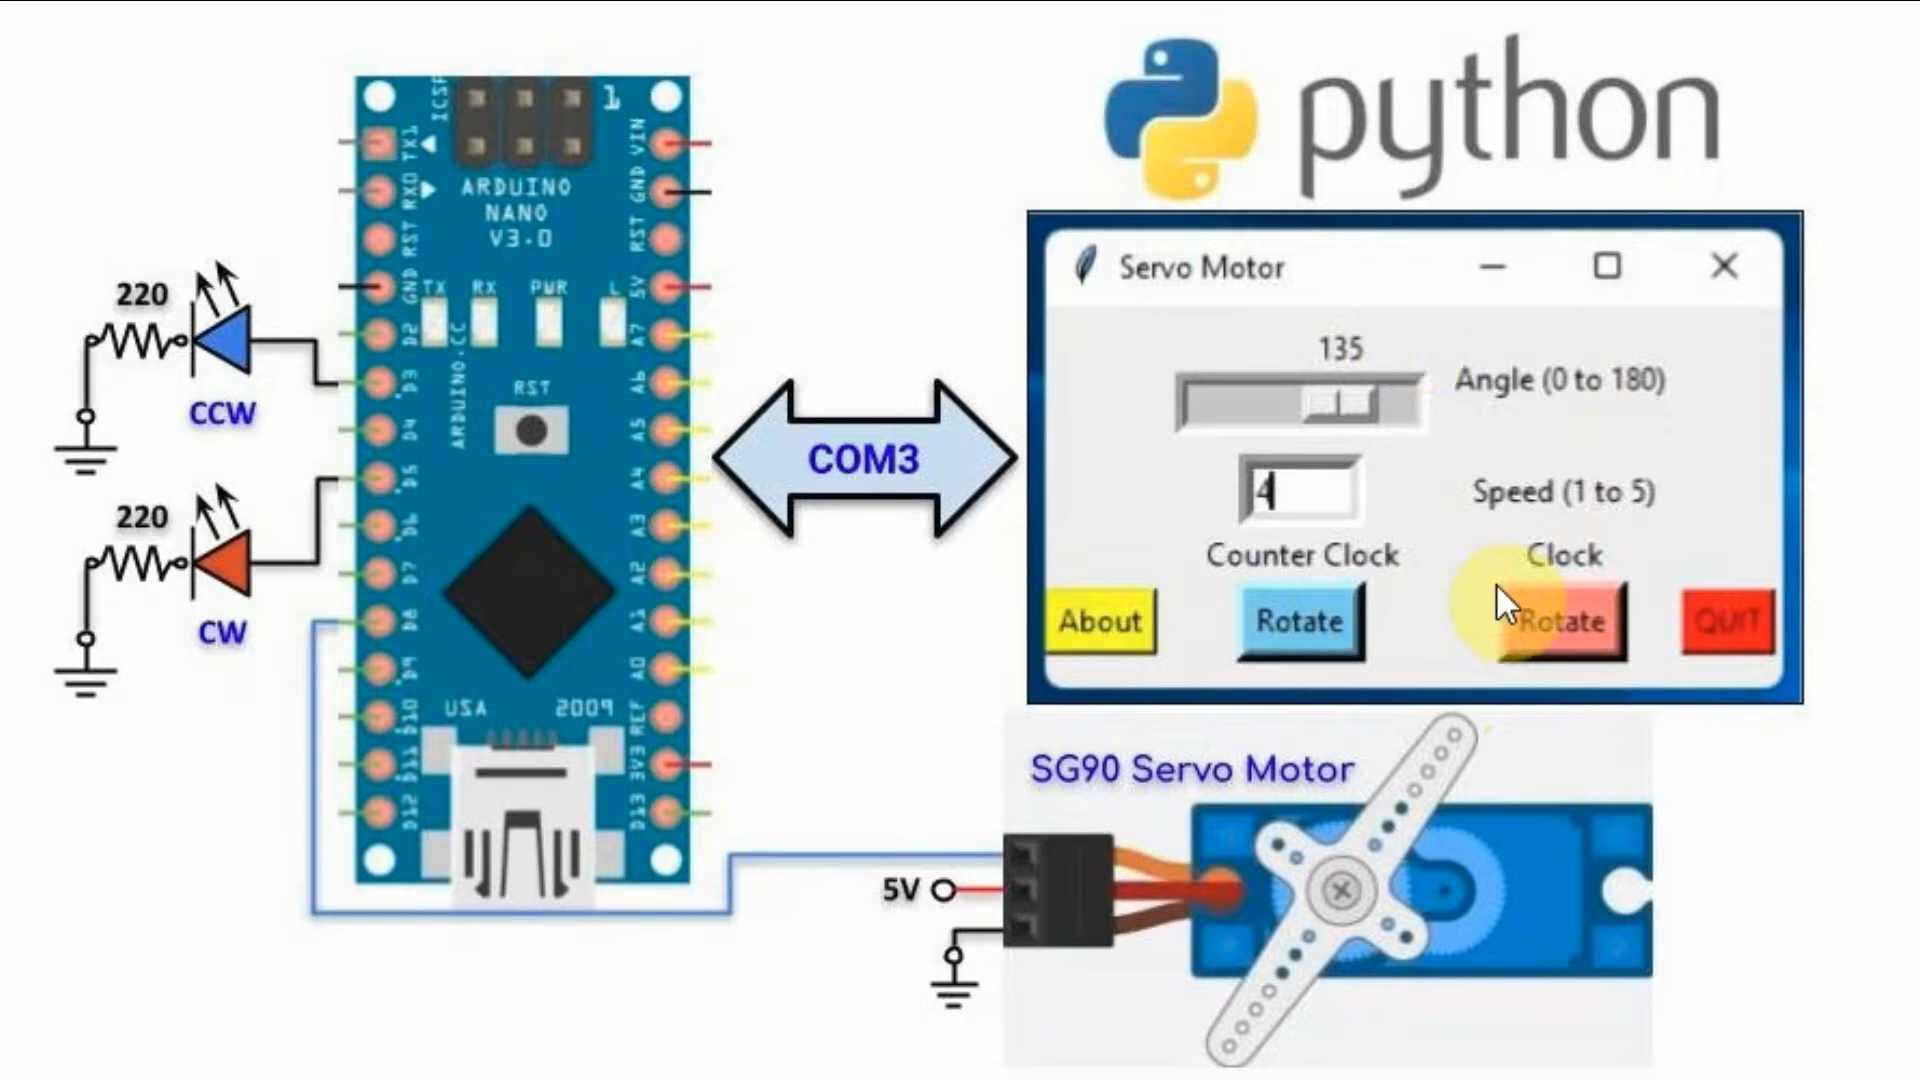 python
ICSP
1
TX1
RX0
RST
GND
D2
D3
D4
D5
D6
D7
D8
D9
D10
D11
D12
VIN
GND
RST
5V
A7
A6
A5
A4
A3
A2
A1
A0
REF
3V3
D13
ARDUINO
NANO
V3.0
TX RX PWR L
RST
ARDUINO.CC
USA 2009
220
CCW
220
CW
COM3
Servo Motor
135
Angle (0 to 180)
4
Speed (1 to 5)
Counter Clock Clock
About Rotate Rotate QUIT
SG90 Servo Motor
5V